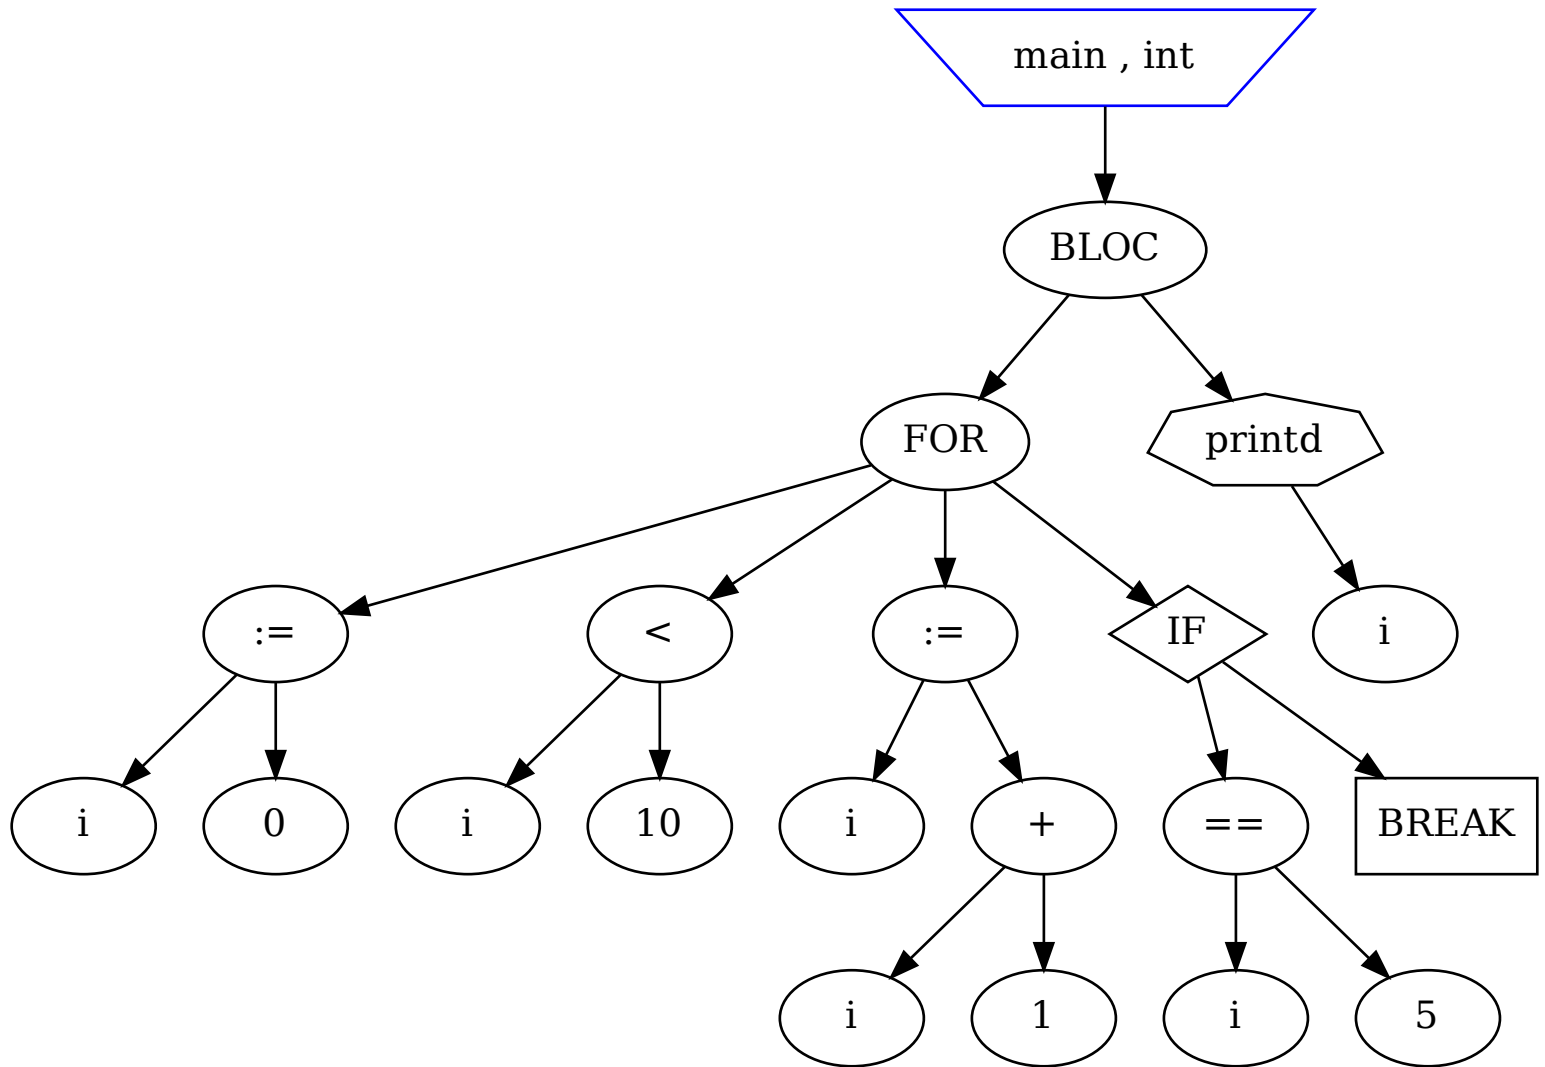 main , int
BLOC
FOR
printd
:=
<
:=
IF
i
i
0
i
10
i
+
==
BREAK
i
1
i
5